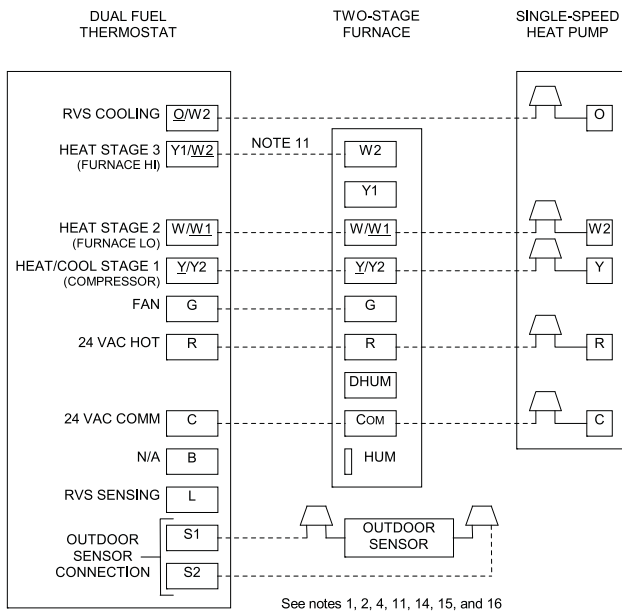 DUAL FUEL
THERMOSTAT
TWO-STAGE
FURNACE
SINGLE-SPEED
HEAT PUMP
RVS COOLING O/W2 O
HEAT STAGE 3 Y1/W2 NOTE 11 W2
(FURNACE HI)
Y1
HEAT STAGE 2 W/W1 W/W1 W2
(FURNACE LO)
HEAT/COOL STAGE 1 Y/Y2 Y/Y2 Y
(COMPRESSOR)
FAN G G
24 VAC HOT R R R
DHUM
24 VAC COMM C COM C
N/A B HUM
RVS SENSING L
OUTDOOR
SENSOR
CONNECTION
S1
S2
OUTDOOR
SENSOR
See notes 1, 2, 4, 11, 14, 15, and 16